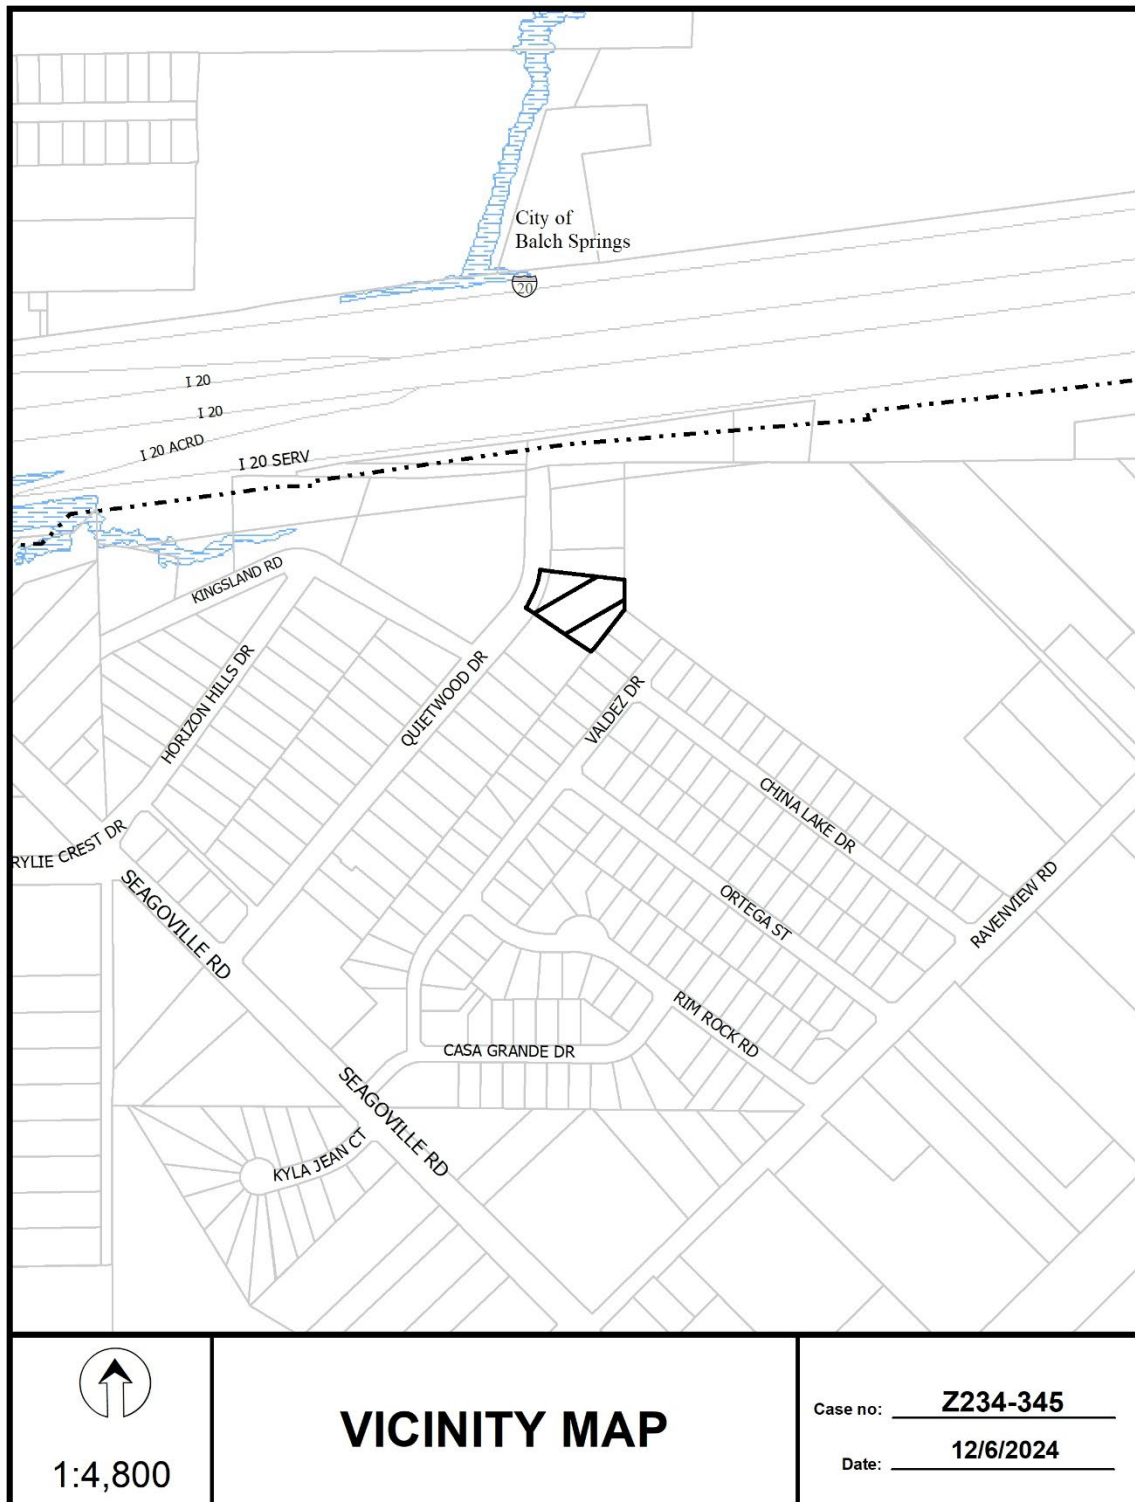 City of
Balch Springs
20
I 20
I 20
I 20 ACRD
I 20 SERV
KINGSLAND RD
HORIZON HILLS DR
QUIETWOOD DR
VALDEZ DR
CHINA LAKE DR
RYLIE CREST DR
SEAGOVILLE RD
ORTEGA ST
RAVENVIEW RD
RIM ROCK RD
CASA GRANDE DR
SEAGOVILLE RD
KYLA JEAN CT
1:4,800
VICINITY MAP
Case no: Z234-345
Date: 12/6/2024